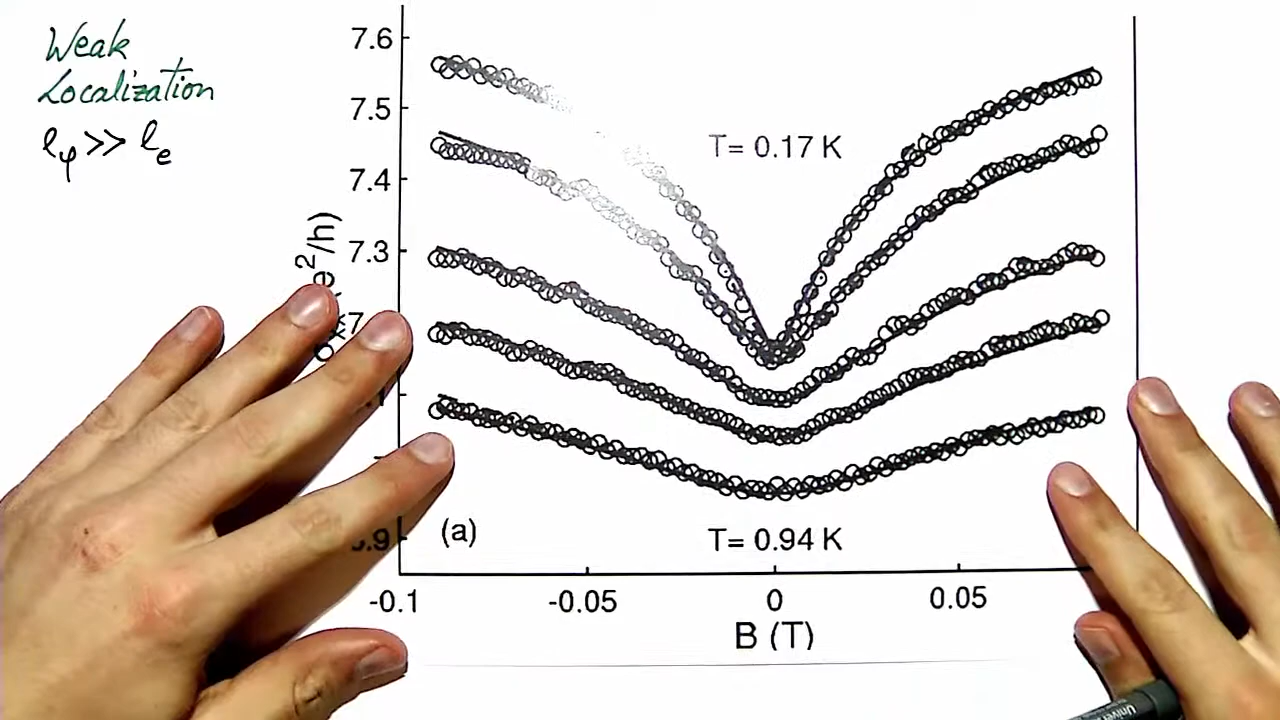 Weak
Localization
lφ >> le
7.6
7.5
7.4
7.3
T= 0.17 K
(a)
T= 0.94 K
-0.1
-0.05
0
0.05
B (T)